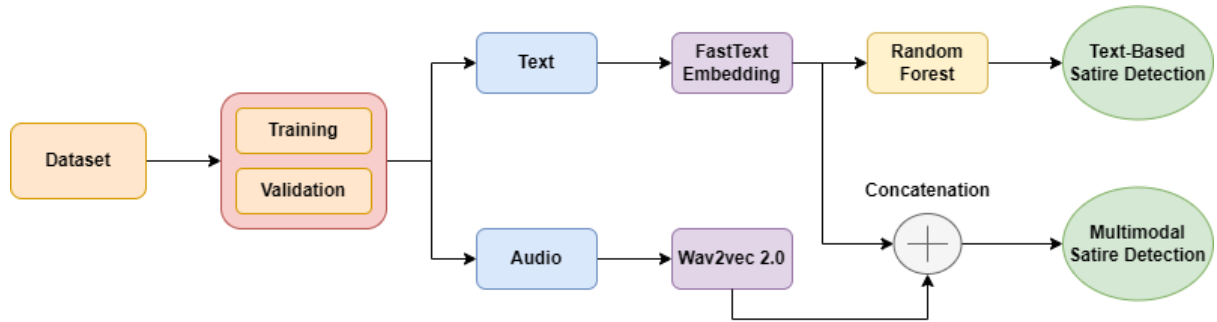 Dataset
Training
Validation
Text
FastText
Embedding
Random
Forest
Text-Based
Satire Detection
Audio
Wav2vec 2.0
Concatenation
Multimodal
Satire Detection